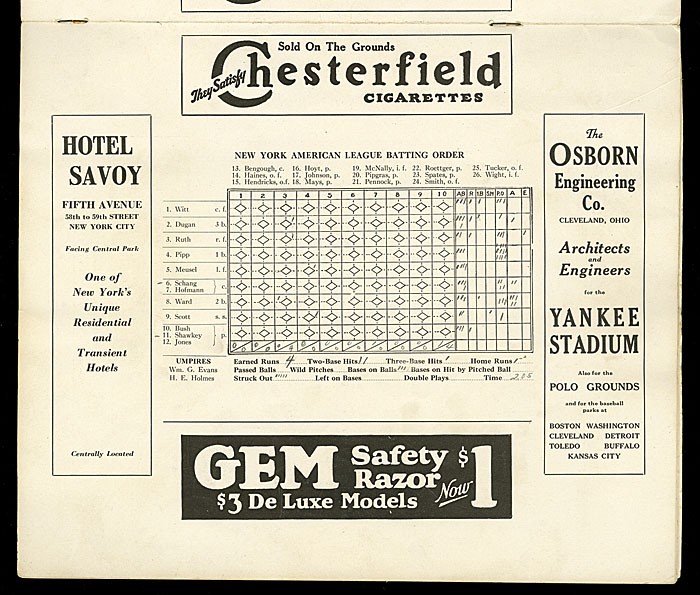 Sold On The Grounds
They Satisfy
Chesterfield
CIGARETTES
HOTEL
SAVOY
FIFTH AVENUE
58th to 59th STREET
NEW YORK CITY
Facing Central Park
One of
New York's
Unique
Residential
and
Transient
Hotels
Centrally Located
NEW YORK AMERICAN LEAGUE BATTING ORDER
13. Bengough, c. 16. Hoyt, p. 19. McNally, i. f. 22. Roettger, p. 25. Tucker, o. f.
14. Haines, o. f. 17. Johnson, p. 20. Pipgras, p. 23. Spates, p. 26. Wight, i. f.
15. Hendricks, o.f. 18. Mays, p. 21. Pennock, p. 24. Smith, o. f.
1 2 3 4 5 6 7 8 9 10 AB R 1B SH PO A E
1. Witt c. f.
2. Dugan 3 b.
3. Ruth r. f.
4. Pipp 1 b.
5. Meusel l. f.
6. Schang
7. Hofmann c.
8. Ward 2 b.
9. Scott s. s.
10. Bush
11. Shawkey p.
12. Jones
UMPIRES
Wm. G. Evans
H. E. Holmes
Earned Runs 4 Two-Base Hits Three-Base Hits Home Runs
Passed Balls Wild Pitches Bases on Balls Bases on Hit by Pitched Ball
Struck Out Left on Bases Double Plays Time 2.05
GEM Safety Razor
$3 De Luxe Models
Now $1
The
OSBORN
Engineering
Co.
CLEVELAND, OHIO
Architects
and
Engineers
for the
YANKEE
STADIUM
Also for the
POLO GROUNDS
and for the baseball
parks at
BOSTON WASHINGTON
CLEVELAND DETROIT
TOLEDO BUFFALO
KANSAS CITY